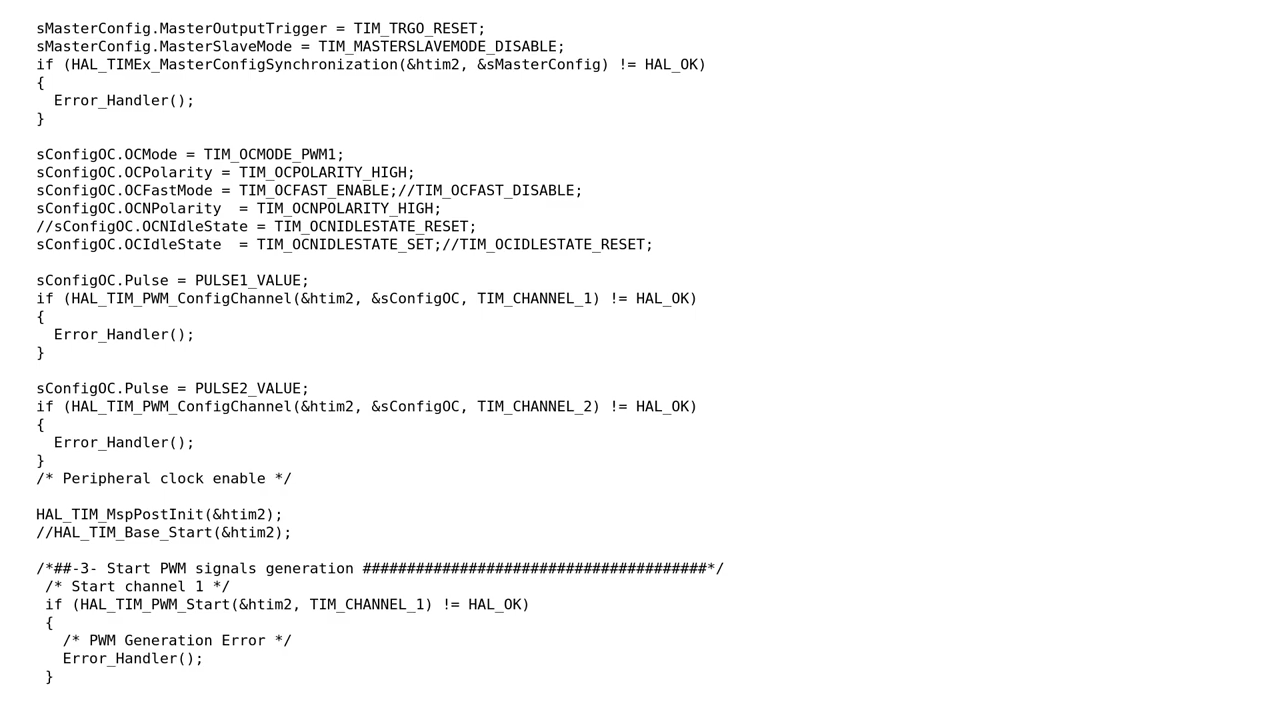 sMasterConfig.MasterOutputTrigger = TIM_TRGO_RESET;
sMasterConfig.MasterSlaveMode = TIM_MASTERSLAVEMODE_DISABLE;
if (HAL_TIMEx_MasterConfigSynchronization(&htim2, &sMasterConfig) != HAL_OK)
{
  Error_Handler();
}

sConfigOC.OCMode = TIM_OCMODE_PWM1;
sConfigOC.OCPolarity = TIM_OCPOLARITY_HIGH;
sConfigOC.OCFastMode = TIM_OCFAST_ENABLE;//TIM_OCFAST_DISABLE;
sConfigOC.OCNPolarity  = TIM_OCNPOLARITY_HIGH;
//sConfigOC.OCNIdleState = TIM_OCNIDLESTATE_RESET;
sConfigOC.OCIdleState  = TIM_OCNIDLESTATE_SET;//TIM_OCIDLESTATE_RESET;

sConfigOC.Pulse = PULSE1_VALUE;
if (HAL_TIM_PWM_ConfigChannel(&htim2, &sConfigOC, TIM_CHANNEL_1) != HAL_OK)
{
  Error_Handler();
}

sConfigOC.Pulse = PULSE2_VALUE;
if (HAL_TIM_PWM_ConfigChannel(&htim2, &sConfigOC, TIM_CHANNEL_2) != HAL_OK)
{
  Error_Handler();
}
/* Peripheral clock enable */

HAL_TIM_MspPostInit(&htim2);
//HAL_TIM_Base_Start(&htim2);

/*##-3- Start PWM signals generation #######################################*/
 /* Start channel 1 */
 if (HAL_TIM_PWM_Start(&htim2, TIM_CHANNEL_1) != HAL_OK)
 {
   /* PWM Generation Error */
   Error_Handler();
 }